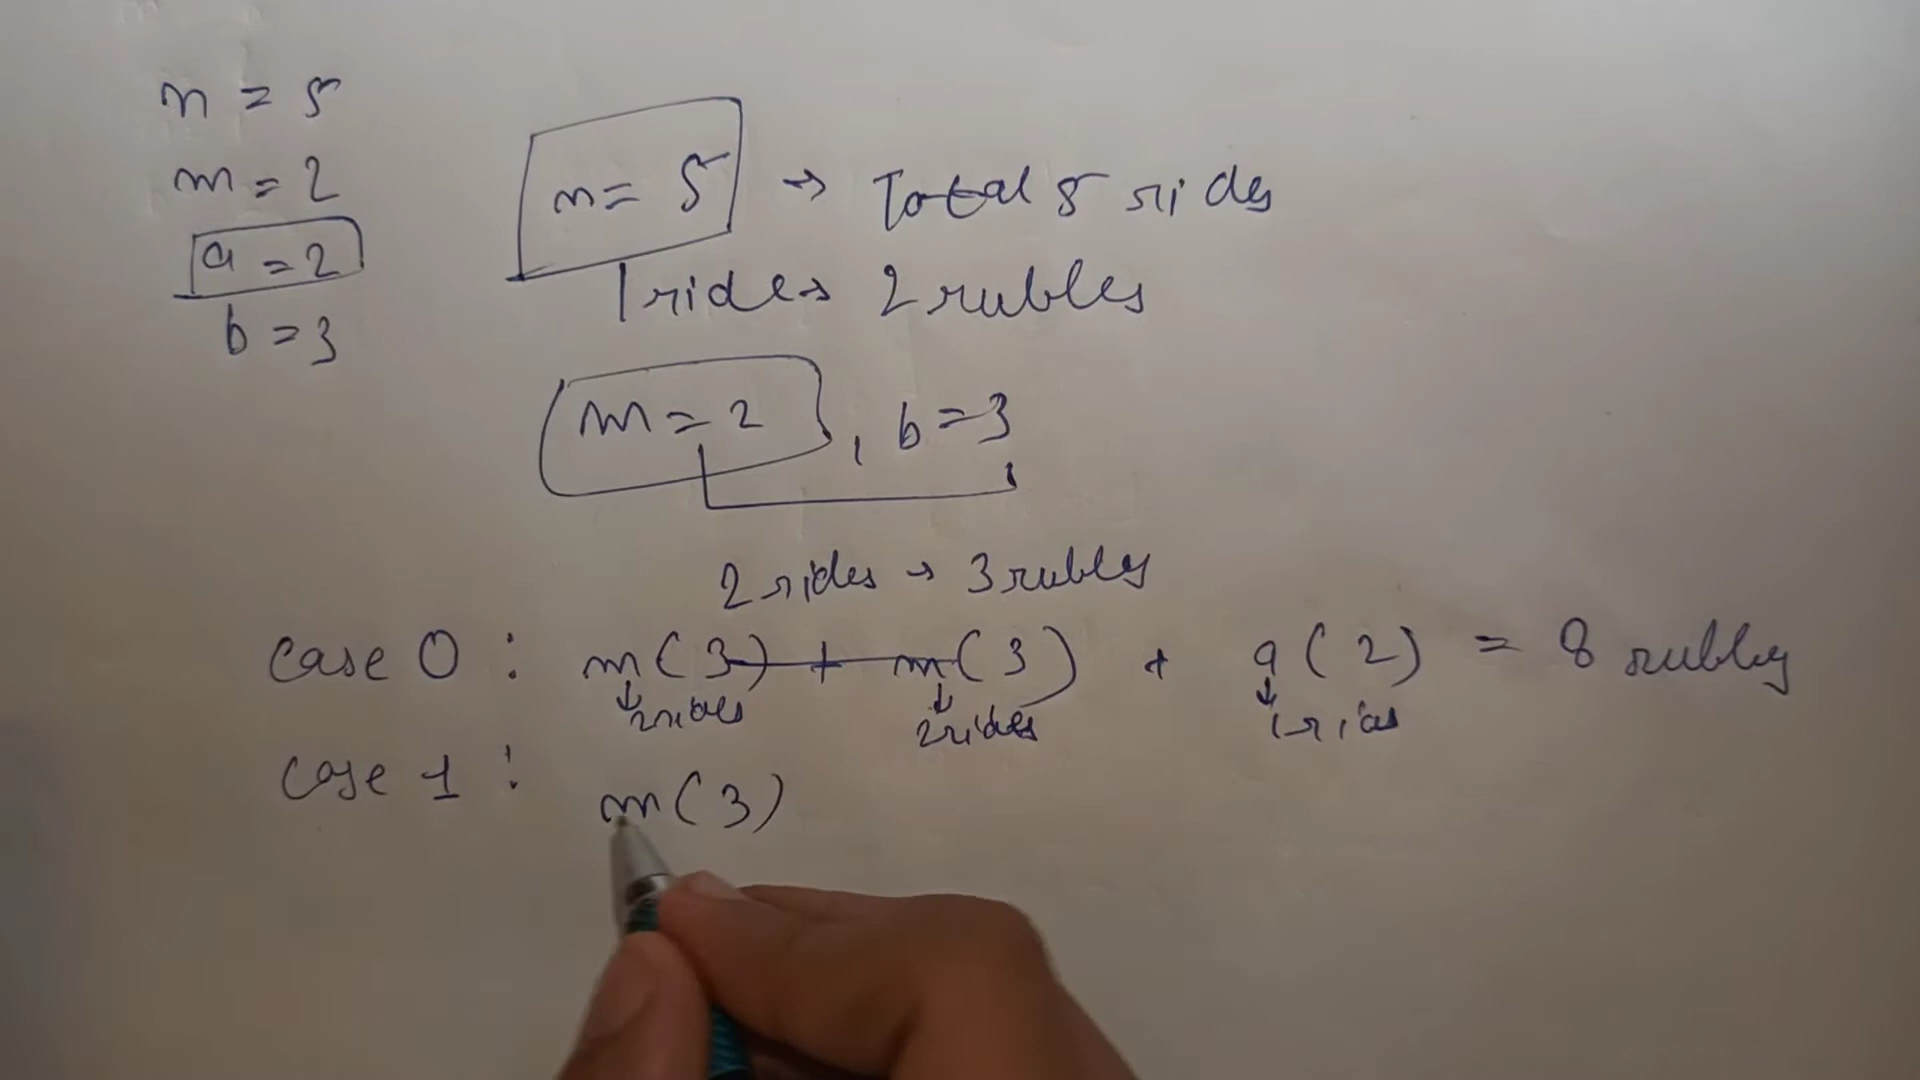 n = 5
m = 2
a = 2
b = 3
n = 5 → Total 5 rides
1 rides 2 rubles
m = 2 , b = 3
2 rides → 3 rubles
Case 0 : m(3) + m(3) + a(2) = 8 rubles
↓ 2 rides ↓ 2 rides ↓ 1 rides
Case 1 : m(3)